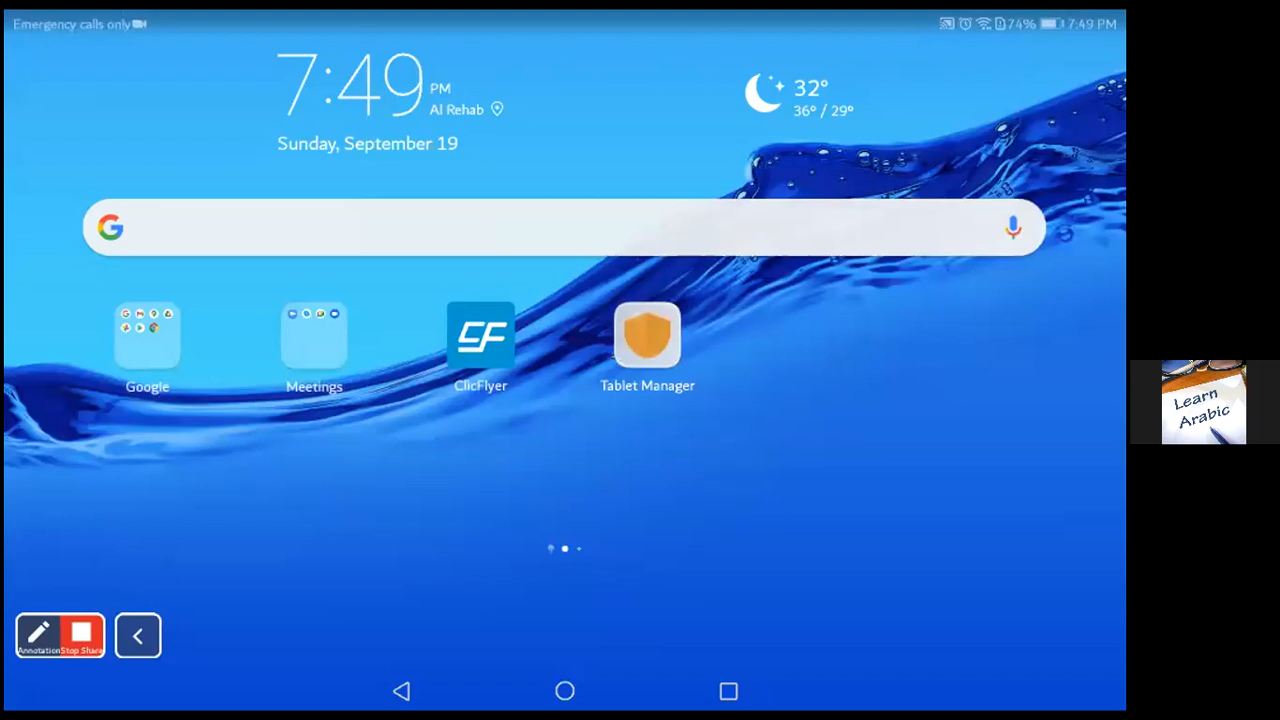 Emergency calls only
74% 7:49 PM
7:49 PM
Al Rehab
Sunday, September 19
32°
36° / 29°
G
Google
Meetings
CF
ClicFlyer
Tablet Manager
Annotation
Stop Share
Learn
Arabic